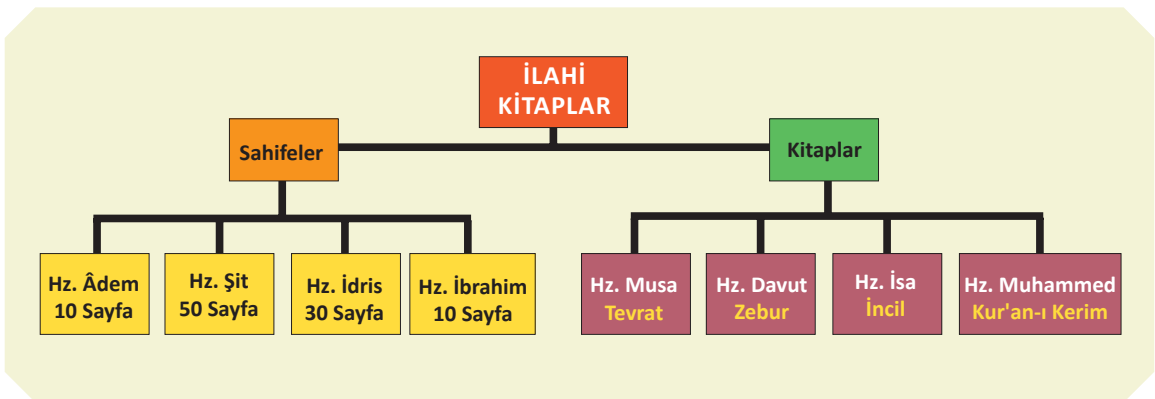 İLAHİ
KİTAPLAR
Sahifeler
Kitaplar
Hz. Âdem
10 Sayfa
Hz. Şit
50 Sayfa
Hz. İdris
30 Sayfa
Hz. İbrahim
10 Sayfa
Hz. Musa
Tevrat
Hz. Davut
Zebur
Hz. İsa
İncil
Hz. Muhammed
Kur'an-ı Kerim